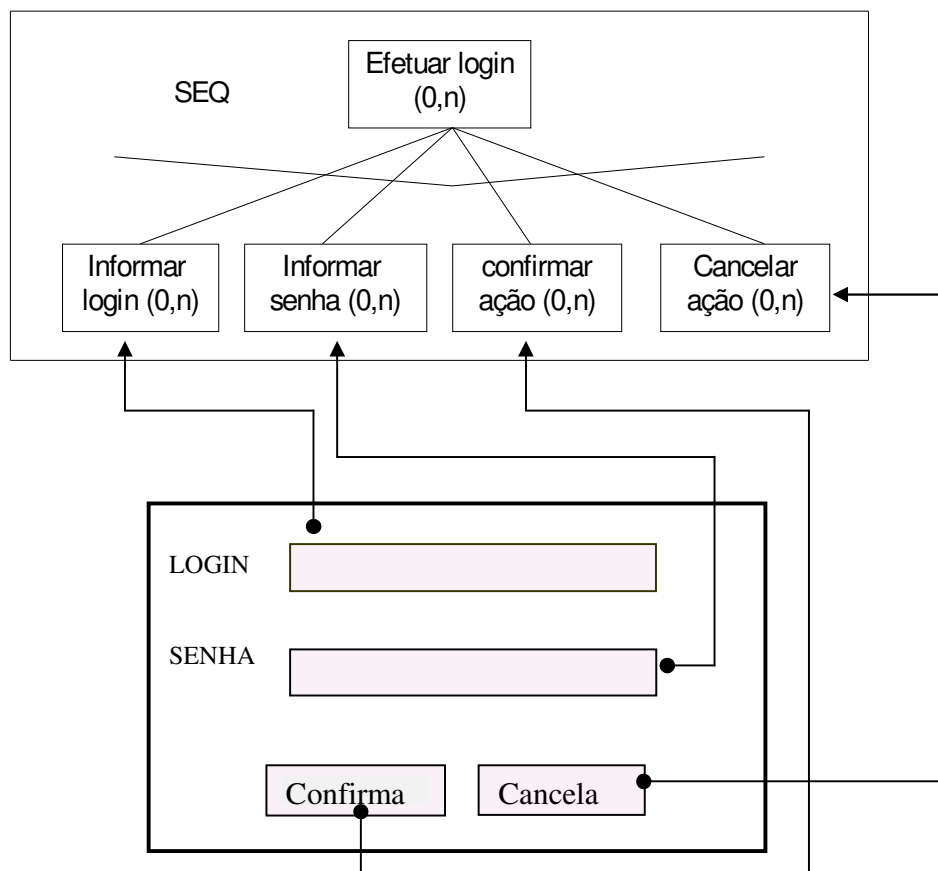 Efetuar login
(0,n)
SEQ
Informar
login (0,n)
Informar
senha (0,n)
confirmar
ação (0,n)
Cancelar
ação (0,n)
LOGIN
SENHA
Confirma
Cancela